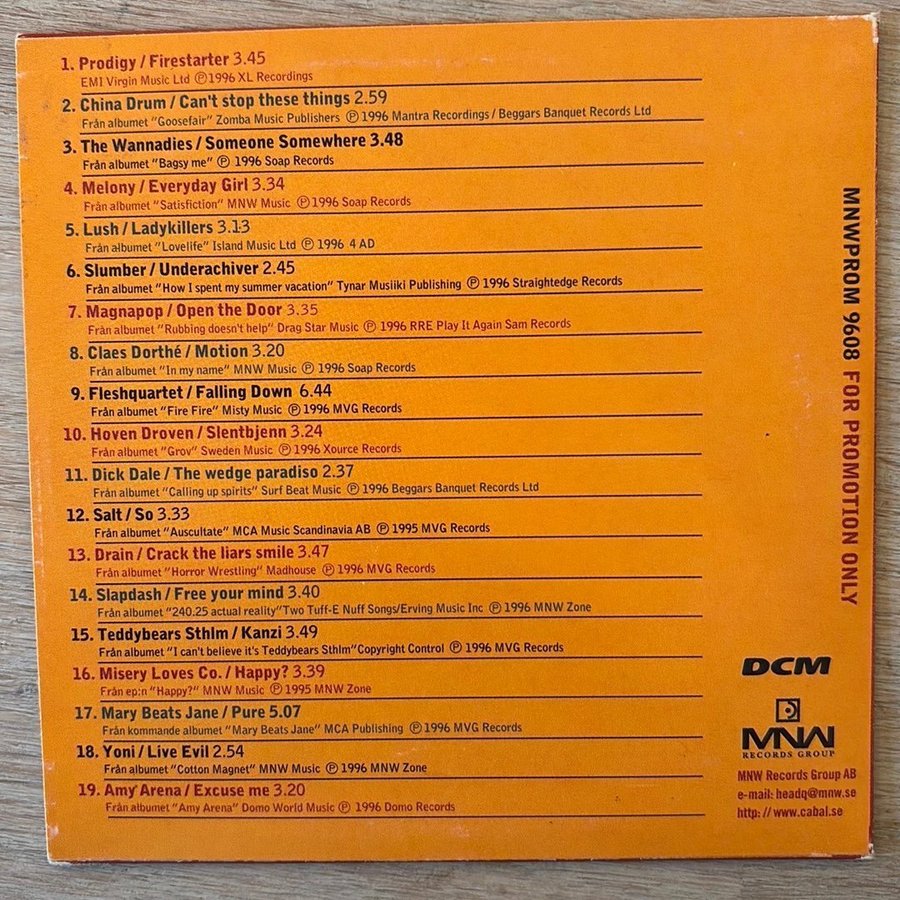 1. Prodigy / Firestarter 3.45
EMI Virgin Music Ltd Ⓟ1996 XL Recordings
2. China Drum / Can't stop these things 2.59
Från albumet "Goosefair" Zomba Music Publishers Ⓟ 1996 Mantra Recordings / Beggars Banquet Records Ltd
3. The Wannadies / Someone Somewhere 3.48
Från albumet "Bagsy me" Ⓟ 1996 Soap Records
4. Melony / Everyday Girl 3.34
Från albumet "Satisfiction" MNW Music Ⓟ 1996 Soap Records
5. Lush / Ladykillers 3.13
Från albumet "Lovelife" Island Music Ltd Ⓟ 1996 4 AD
6. Slumber / Underachiver 2.45
Från albumet "How I spent my summer vacation" Tynar Musiiki Publishing Ⓟ 1996 Straightedge Records
7. Magnapop / Open the Door 3.35
Från albumet "Rubbing doesn't help" Drag Star Music Ⓟ 1996 RRE Play It Again Sam Records
8. Claes Dorthé / Motion 3.20
Från albumet "In my name" MNW Music Ⓟ 1996 Soap Records
9. Fleshquartet / Falling Down 6.44
Från albumet "Fire Fire" Misty Music Ⓟ 1996 MVG Records
10. Hoven Droven / Slentbjenn 3.24
Från albumet "Grov" Sweden Music Ⓟ 1996 Xource Records
11. Dick Dale / The wedge paradiso 2.37
Från albumet "Calling up spirits" Surf Beat Music Ⓟ 1996 Beggars Banquet Records Ltd
12. Salt / So 3.33
Från albumet "Auscultate" MCA Music Scandinavia AB Ⓟ 1995 MVG Records
13. Drain / Crack the liars smile 3.47
Från albumet "Horror Wrestling" Madhouse Ⓟ 1996 MVG Records
14. Slapdash / Free your mind 3.40
Från albumet "240.25 actual reality" Two Tuff-E Nuff Songs/Erving Music Inc Ⓟ 1996 MNW Zone
15. Teddybears Sthlm / Kanzi 3.49
Från albumet "I can't believe it's Teddybears Sthlm" Copyright Control Ⓟ 1996 MVG Records
16. Misery Loves Co. / Happy? 3.39
Från ep:n "Happy?" MNW Music Ⓟ 1995 MNW Zone
17. Mary Beats Jane / Pure 5.07
Från kommande albumet "Mary Beats Jane" MCA Publishing Ⓟ 1996 MVG Records
18. Yoni / Live Evil 2.54
Från albumet "Cotton Magnet" MNW Music Ⓟ 1996 MNW Zone
19. Amy Arena / Excuse me 3.20
Från albumet "Amy Arena" Domo World Music Ⓟ 1996 Domo Records
MNWPROM 9608 FOR PROMOTION ONLY
DCM
MNW
RECORDS GROUP
MNW Records Group AB
e-mail: headq@mnw.se
http: // www.cabal.se